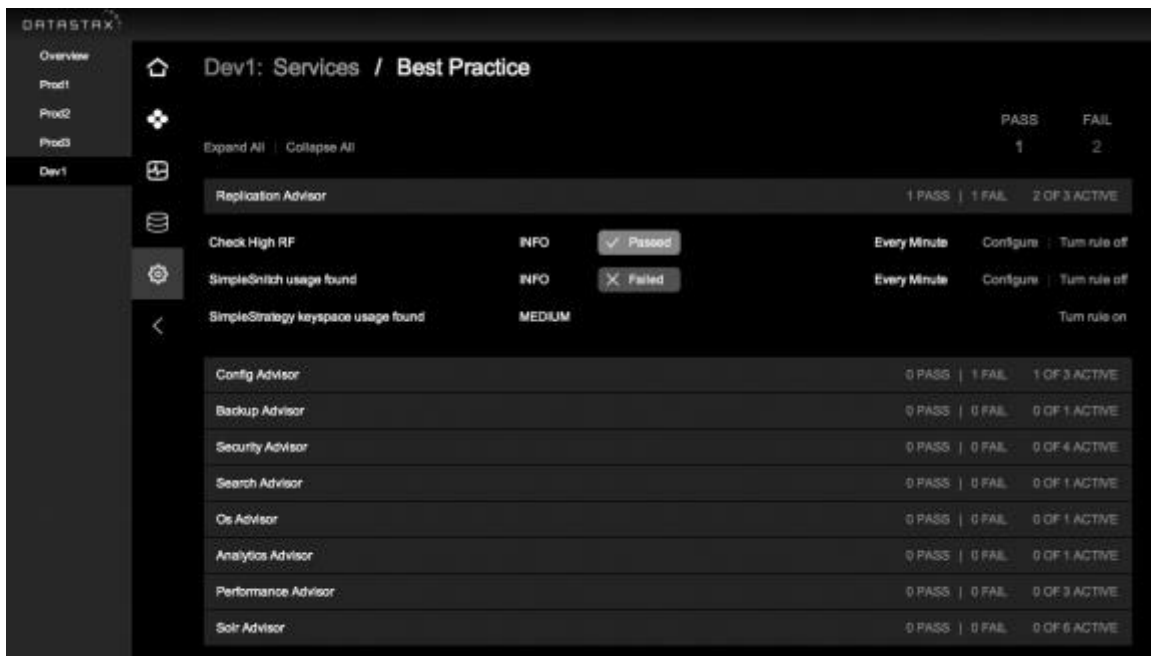 DATASTAX
Overview
Prod1
Prod2
Prod3
Dev1
Dev1: Services / Best Practice
PASS FAIL
1 2
Expand All | Collapse All
Replication Advisor 1 PASS | 1 FAIL 2 OF 3 ACTIVE
Check High RF INFO Passed Every Minute Configure | Turn rule off
SimpleSnitch usage found INFO Failed Every Minute Configure | Turn rule off
SimpleStrategy keyspace usage found MEDIUM Turn rule on
Config Advisor 0 PASS | 1 FAIL 1 OF 3 ACTIVE
Backup Advisor 0 PASS | 0 FAIL 0 OF 1 ACTIVE
Security Advisor 0 PASS | 0 FAIL 0 OF 4 ACTIVE
Search Advisor 0 PASS | 0 FAIL 0 OF 1 ACTIVE
Os Advisor 0 PASS | 0 FAIL 0 OF 1 ACTIVE
Analytics Advisor 0 PASS | 0 FAIL 0 OF 1 ACTIVE
Performance Advisor 0 PASS | 0 FAIL 0 OF 3 ACTIVE
Solr Advisor 0 PASS | 0 FAIL 0 OF 6 ACTIVE